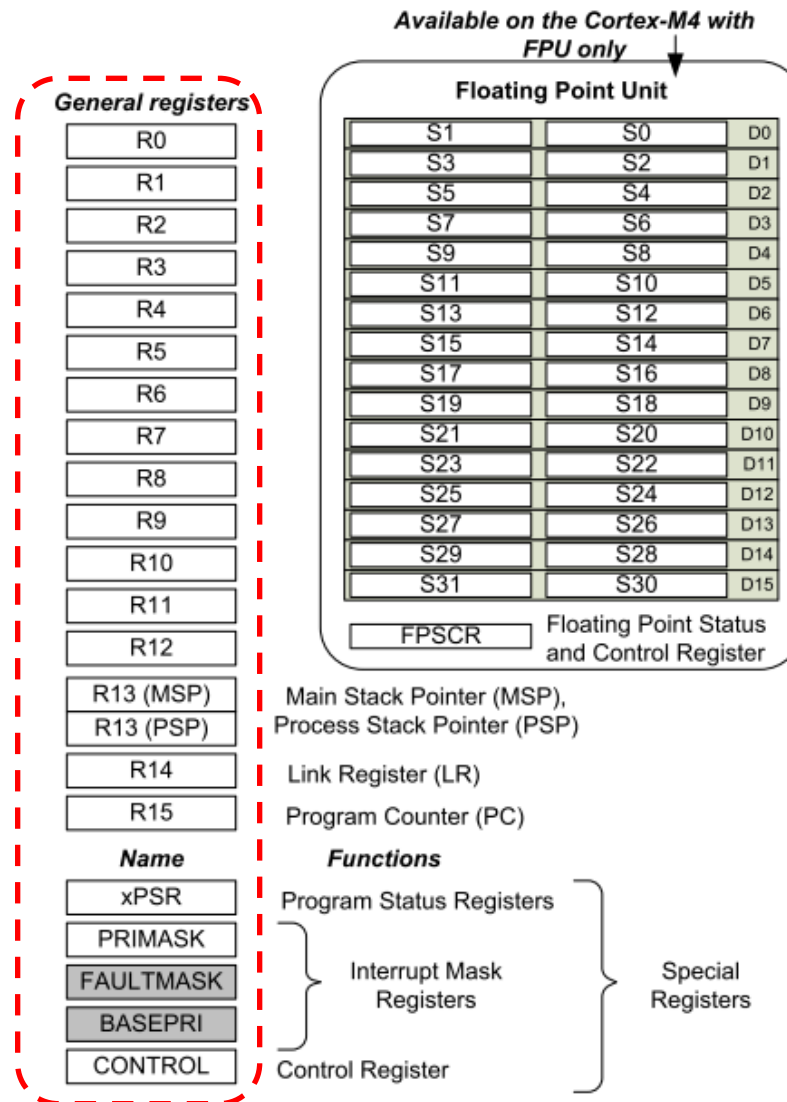 Available on the Cortex-M4 with
FPU only
General registers
R0
R1
R2
R3
R4
R5
R6
R7
R8
R9
R10
R11
R12
R13 (MSP)
R13 (PSP)
R14
R15
Main Stack Pointer (MSP),
Process Stack Pointer (PSP)
Link Register (LR)
Program Counter (PC)
Floating Point Unit
S1 S0 D0
S3 S2 D1
S5 S4 D2
S7 S6 D3
S9 S8 D4
S11 S10 D5
S13 S12 D6
S15 S14 D7
S17 S16 D8
S19 S18 D9
S21 S20 D10
S23 S22 D11
S25 S24 D12
S27 S26 D13
S29 S28 D14
S31 S30 D15
FPSCR
Floating Point Status
and Control Register
Name Functions
xPSR Program Status Registers
PRIMASK
FAULTMASK
BASEPRI
Interrupt Mask
Registers
CONTROL Control Register
Special
Registers